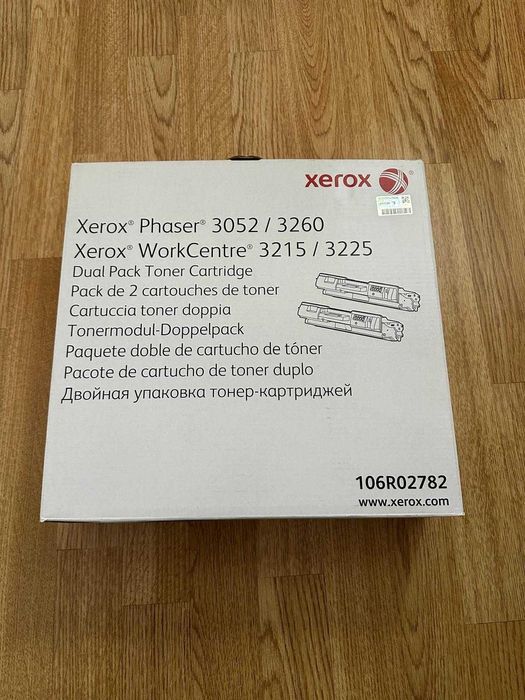 xerox
Xerox® Phaser® 3052 / 3260
Xerox® WorkCentre® 3215 / 3225
Dual Pack Toner Cartridge
Pack de 2 cartouches de toner
Cartuccia toner doppia
Tonermodul-Doppelpack
Paquete doble de cartucho de tóner
Pacote de cartucho de toner duplo
Двойная упаковка тонер-картриджей
106R02782
www.xerox.com